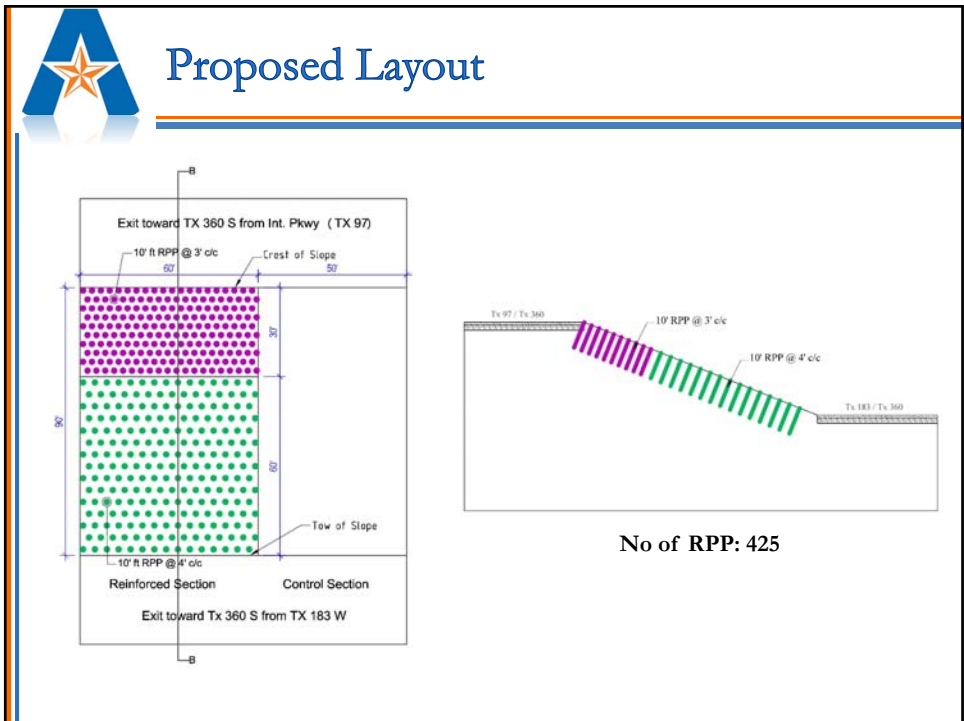 Proposed Layout
B
Exit toward TX 360 S from Int. Pkwy ( TX 97)
10' ft RPP @ 3' c/c
Crest of Slope
60'
50'
30'
90'
60'
Tow of Slope
10' ft RPP @ 4' c/c
Reinforced Section
Control Section
Exit toward Tx 360 S from TX 183 W
B
Tx 97 / Tx 360
10' RPP @ 3' c/c
10' RPP @ 4' c/c
Tx 183 / Tx 360
No of RPP: 425